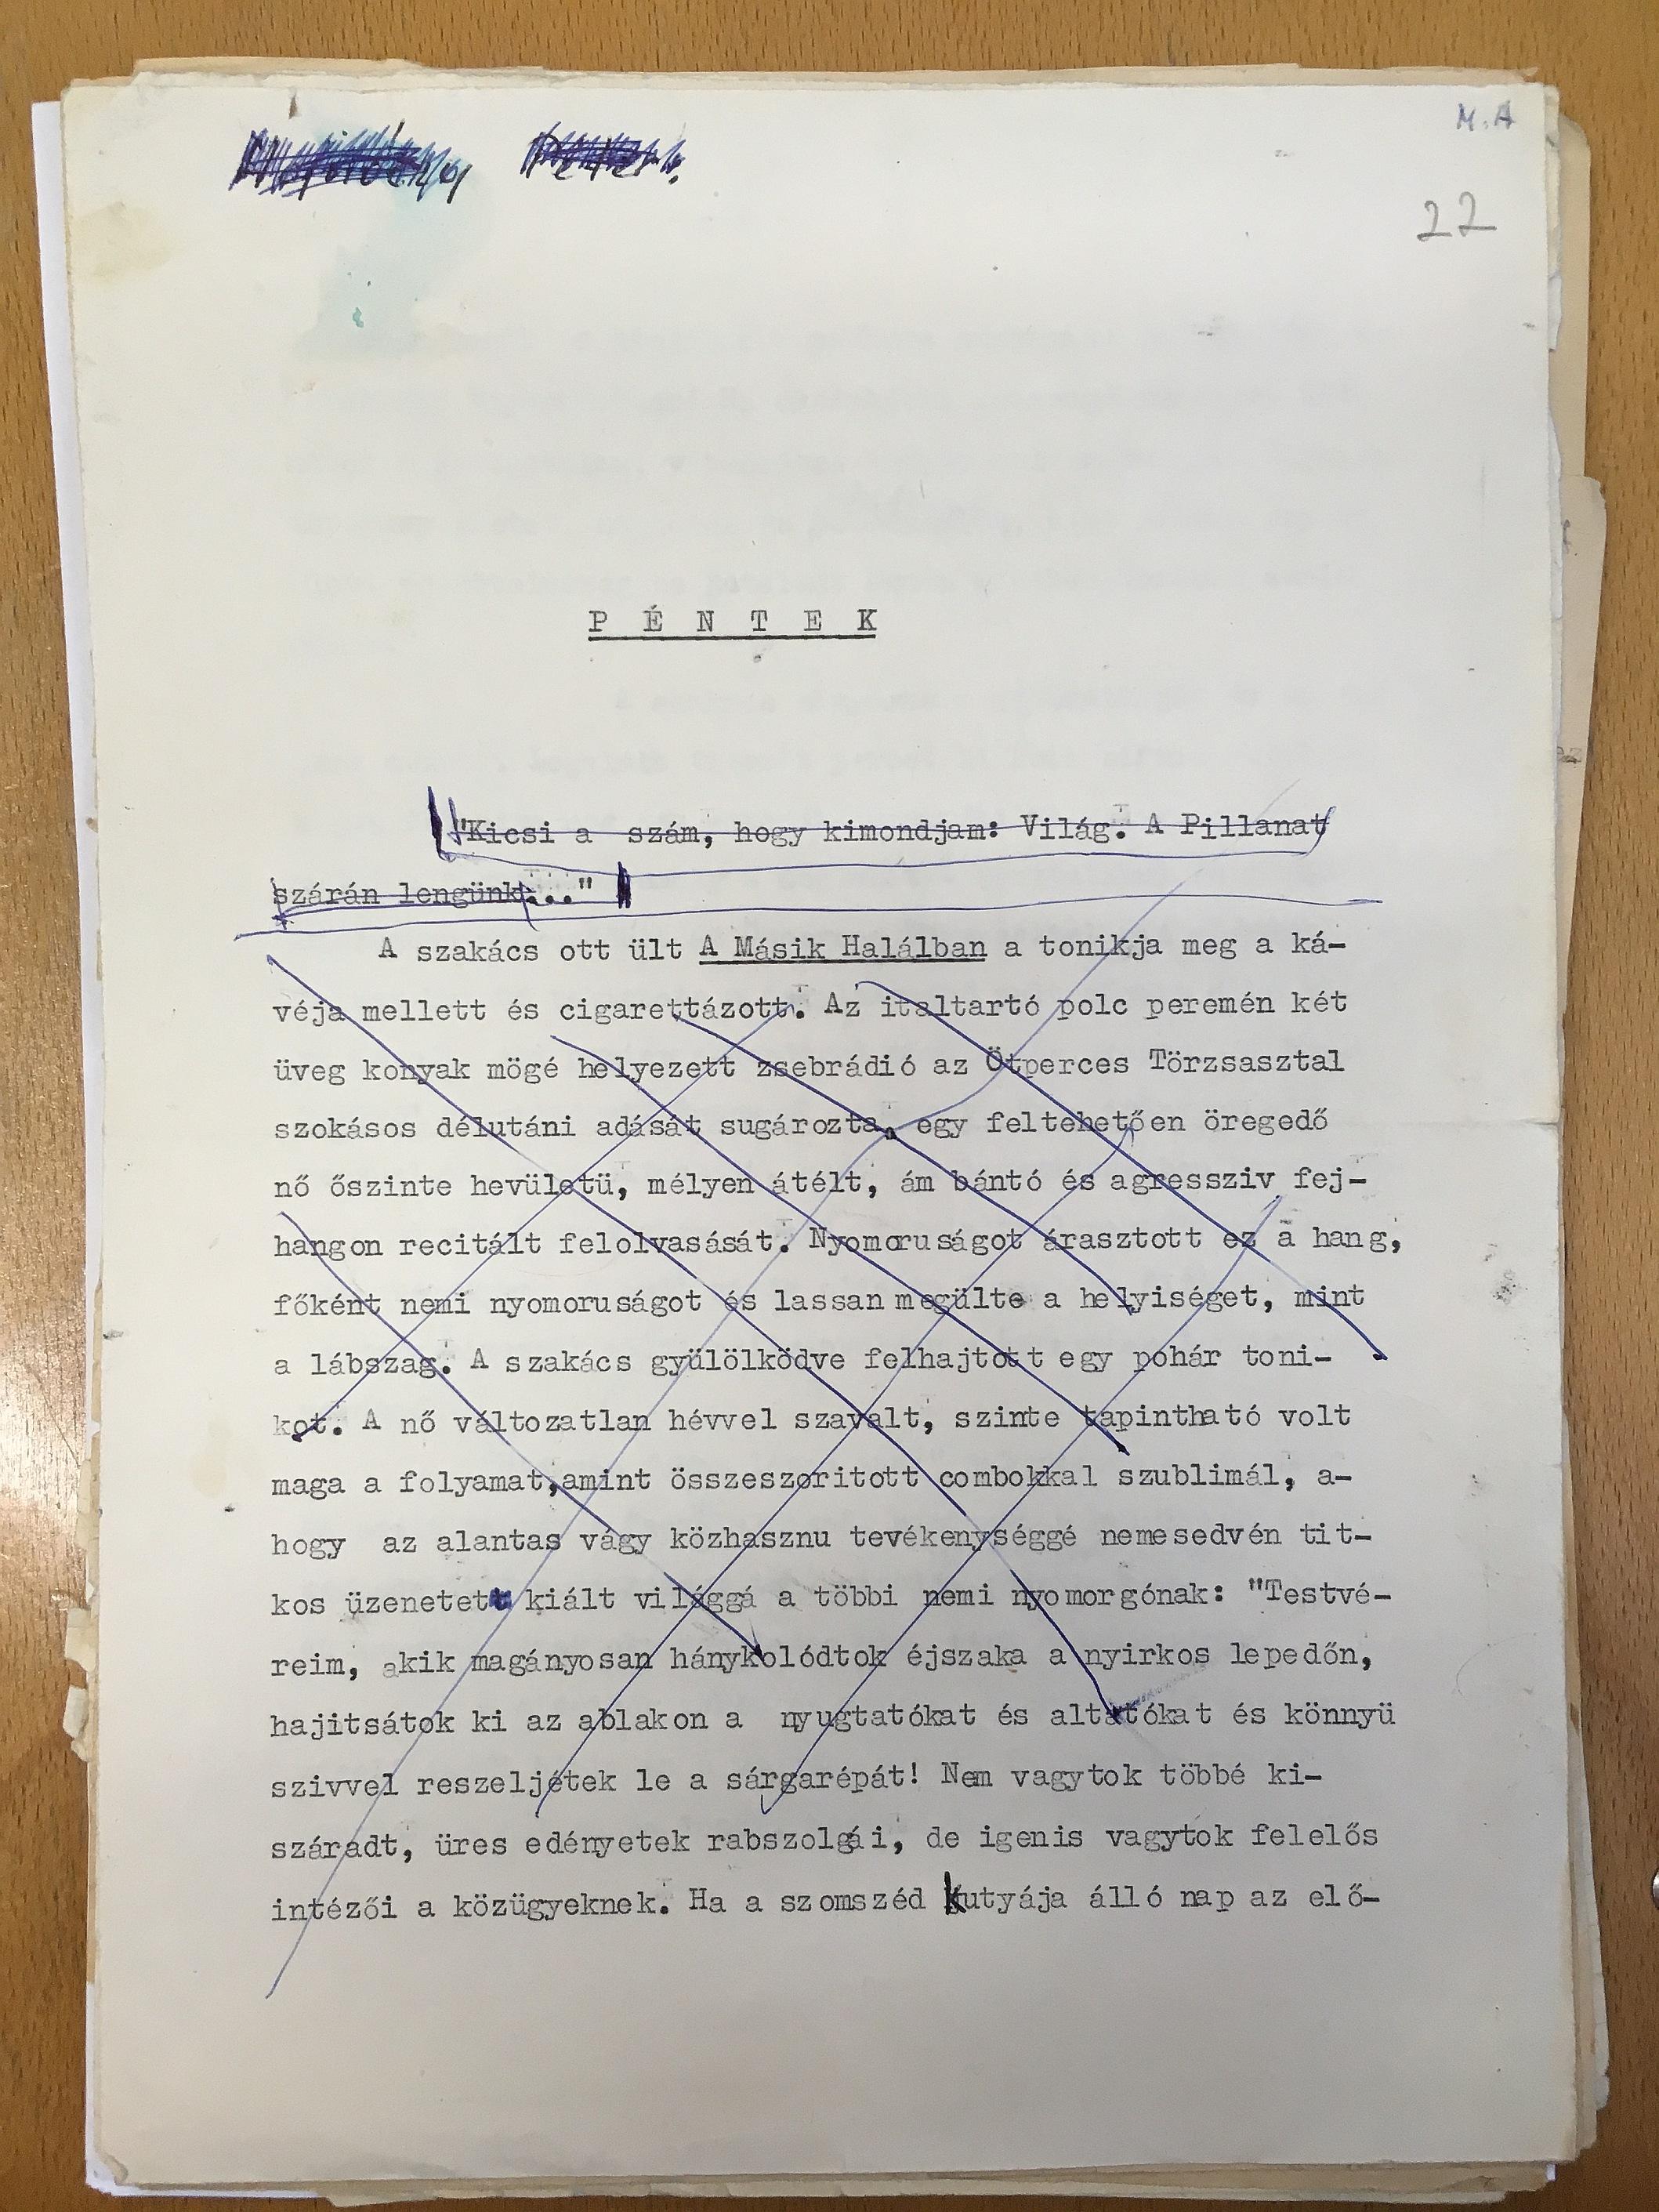 M.A
22
P É N T E K
"Kicsi a szám, hogy kimondjam: Világ. A Pillanat
szárán lengünk..."
A szakács ott ült A Másik Halálban a tonikja meg a ká-
véja mellett és cigarettázott. Az italtartó polc peremén két
üveg konyak mögé helyezett zsebrádió az Ötperces Törzsasztal
szokásos délutáni adását sugározta, egy feltehetően öregedő
nő őszinte hevületü, mélyen átélt, ám bántó és agressziv fej-
hangon recitált felolvasását. Nyomoruságot árasztott ez a hang,
főként nemi nyomoruságot és lassan megülte a helyiséget, mint
a lábszag. A szakács gyülölködve felhajtott egy pohár toni-
kot. A nő változatlan hévvel szavalt, szinte tapintható volt
maga a folyamat,amint összeszoritott combokkal szublimál, a-
hogy az alantas vágy közhasznu tevékenységgé nemesedvén tit-
kos üzenetet kiált világgá a többi nemi nyomorgónak: "Testvé-
reim, akik magányosan hánykolódtok éjszaka a nyirkos lepedőn,
hajitsátok ki az ablakon a nyugtatókat és altatókat és könnyü
szivvel reszeljétek le a sárgarépát! Nem vagytok többé ki-
száradt, üres edényetek rabszolgái, de igenis vagytok felelős
intézői a közügyeknek. Ha a szomszéd kutyája álló nap az elő-